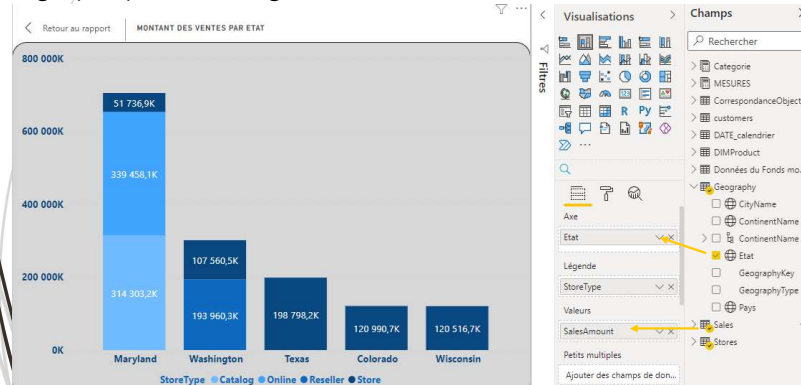 Retour au rapport
MONTANT DES VENTES PAR ETAT
800 000K
600 000K
400 000K
200 000K
0K
51 736,9K
339 458,1K
314 303,2K
107 560,5K
193 960,3K
198 798,2K
120 990,7K
120 516,7K
Maryland Washington Texas Colorado Wisconsin
StoreType Catalog Online Reseller Store
Filtres
Visualisations
R Py
123
Axe
Etat
Légende
StoreType
Valeurs
SalesAmount
Petits multiples
Ajouter des champs de don...
Champs
Rechercher
Categorie
MESURES
CorrespondanceObject
customers
DATE_calendrier
DIMProduct
Données du Fonds mo.
Geography
CityName
ContinentName
ContinentName
Etat
GeographyKey
GeographyType
Pays
Sales
Stores